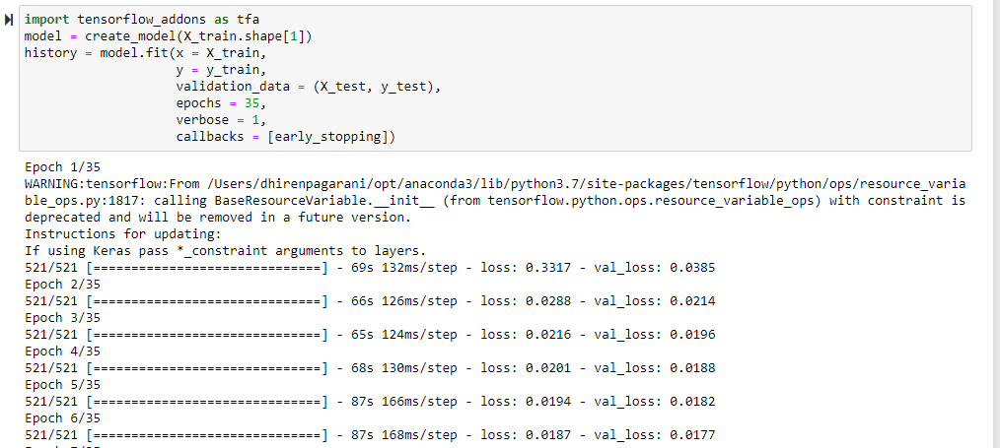 import tensorflow_addons as tfa
model = create_model(X_train.shape[1])
history = model.fit(x = X_train,
y = y_train,
validation_data = (X_test, y_test),
epochs = 35,
verbose = 1,
callbacks = [early_stopping])
Epoch 1/35
WARNING:tensorflow:From /Users/dhirenpagarani/opt/anaconda3/lib/python3.7/site-packages/tensorflow/python/ops/resource_varia
ble_ops.py:1817: calling BaseResourceVariable.__init__ (from tensorflow.python.ops.resource_variable_ops) with constraint is
deprecated and will be removed in a future version.
Instructions for updating:
If using Keras pass *_constraint arguments to layers.
521/521 [==============================] - 69s 132ms/step - loss: 0.3317 - val_loss: 0.0385
Epoch 2/35
521/521 [==============================] - 66s 126ms/step - loss: 0.0288 - val_loss: 0.0214
Epoch 3/35
521/521 [==============================] - 65s 124ms/step - loss: 0.0216 - val_loss: 0.0196
Epoch 4/35
521/521 [==============================] - 68s 130ms/step - loss: 0.0201 - val_loss: 0.0188
Epoch 5/35
521/521 [==============================] - 87s 166ms/step - loss: 0.0194 - val_loss: 0.0182
Epoch 6/35
521/521 [==============================] - 87s 168ms/step - loss: 0.0187 - val_loss: 0.0177